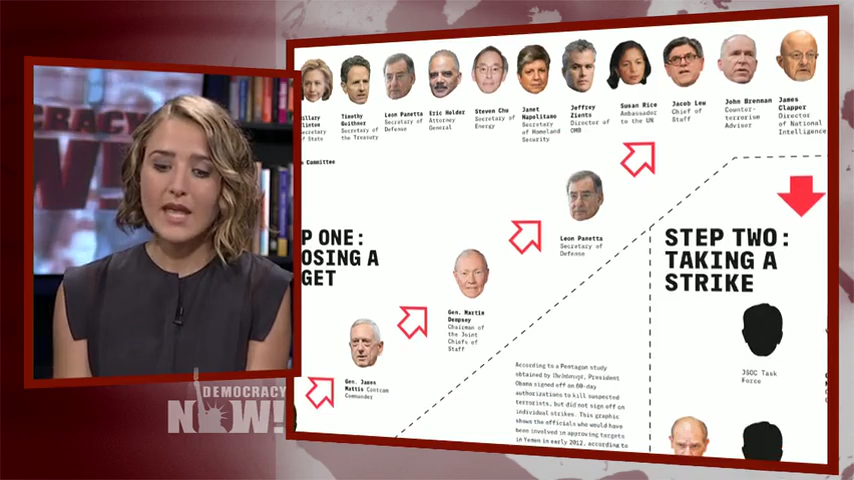 DEMOCRACY
NOW!
Hillary
Clinton
Secretary
of State
Timothy
Geithner
Secretary of
the Treasury
Leon Panetta
Secretary of
Defense
Eric Holder
Attorney
General
Steven Chu
Secretary of
Energy
Janet
Napolitano
Secretary
of Homeland
Security
Jeffrey
Zients
Director of
OMB
Susan Rice
Ambassador
to the UN
Jacob Lew
Chief of
Staff
John Brennan
Counter-
terrorism
Advisor
James
Clapper
Director
of National
Intelligence
Committee
P ONE:
OSING A
GET
Leon Panetta
Secretary of
Defense
Gen. Martin
Dempsey
Chairman of
the Joint
Chiefs of
Staff
Gen. James
Mattis Centcom
Commander
STEP TWO:
TAKING A
STRIKE
JSOC Task
Force
According to a Pentagon study
obtained by The Intercept, President
Obama signed off on 60-day
authorizations to kill suspected
terrorists, but did not sign off on
individual strikes. This graphic
shows the officials who would have
been involved in approving targets
in Yemen in early 2012, according to
DEMOCRACY
NOW!